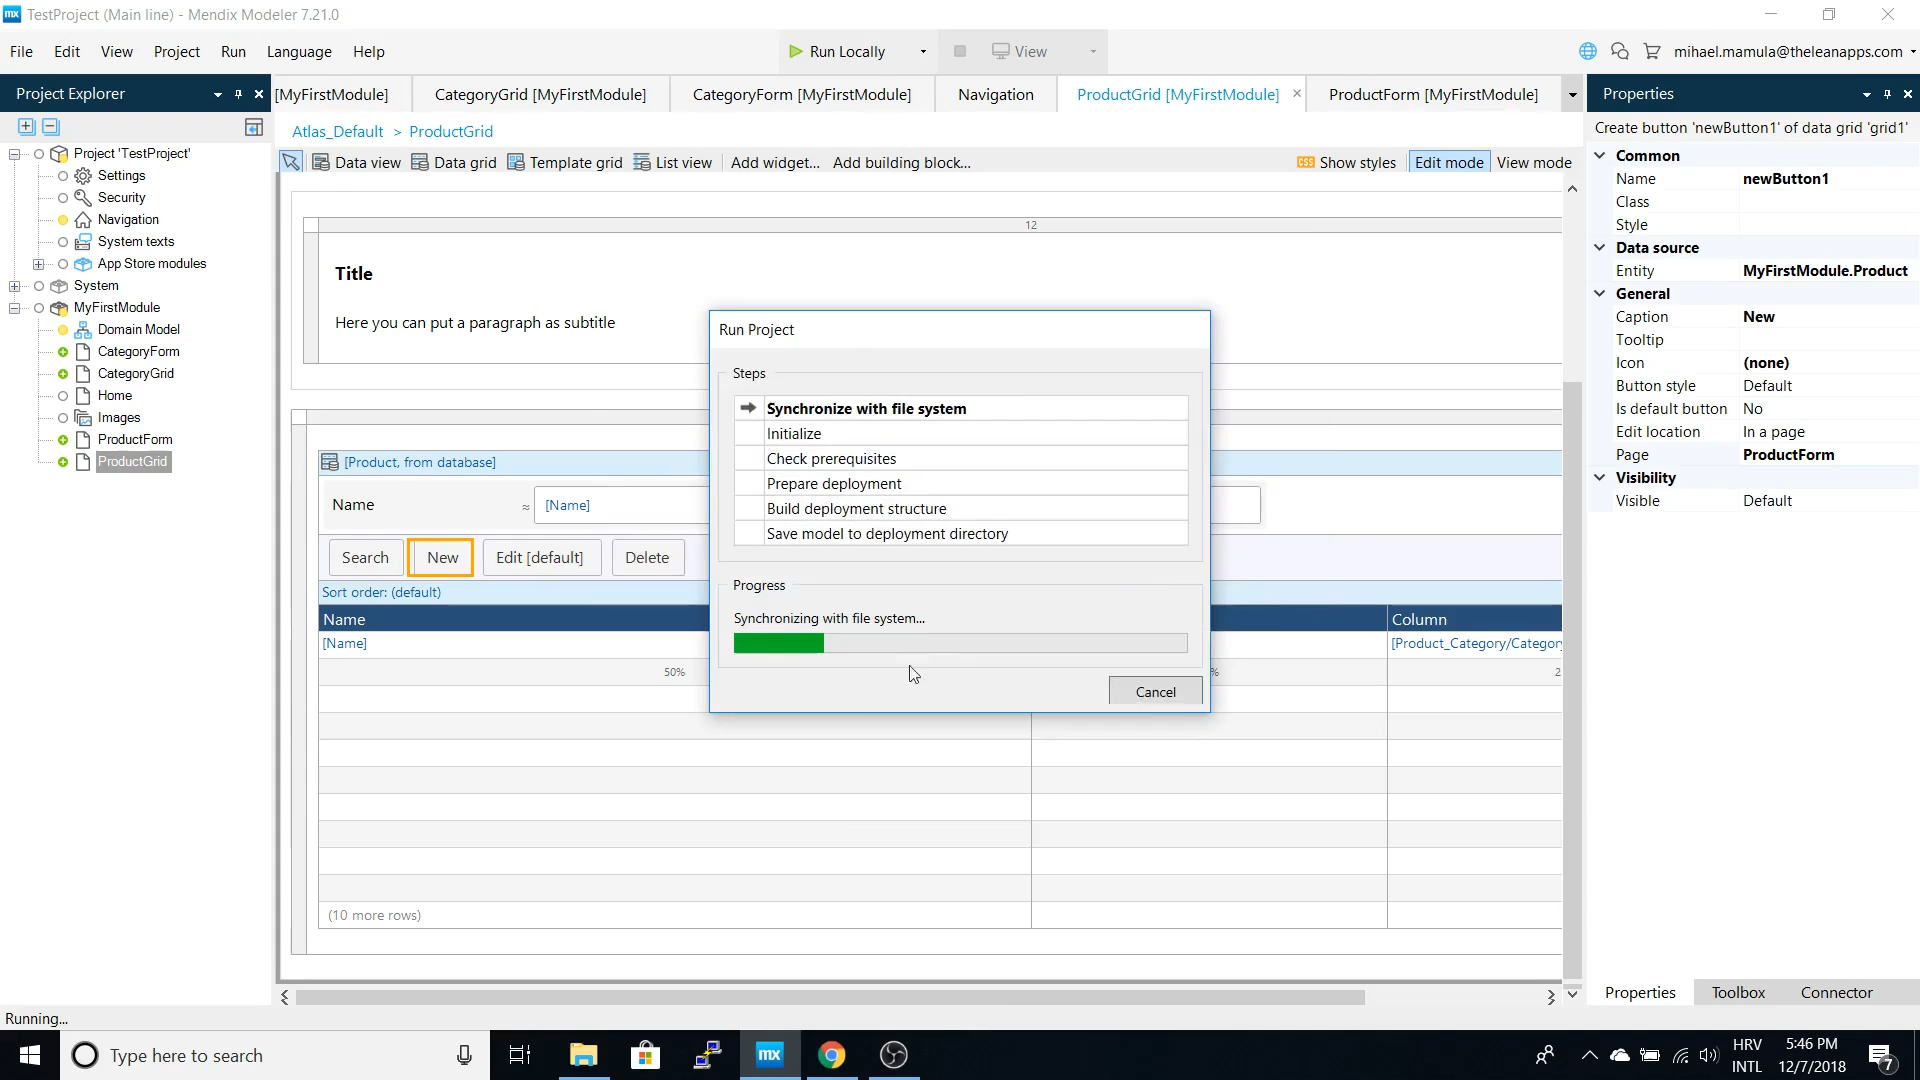 TestProject (Main line) - Mendix Modeler 7.21.0
File Edit View Project Run Language Help
Run Locally
View
mihael.mamula@theleanapps.com
Project Explorer
[MyFirstModule]
CategoryGrid [MyFirstModule]
CategoryForm [MyFirstModule]
Navigation
ProductGrid [MyFirstModule]
ProductForm [MyFirstModule]
Properties
Atlas_Default > ProductGrid
Create button 'newButton1' of data grid 'grid1'
Data view Data grid Template grid List view Add widget... Add building block...
Show styles Edit mode View mode
Project 'TestProject'
Settings
Security
Navigation
System texts
App Store modules
System
MyFirstModule
Domain Model
CategoryForm
CategoryGrid
Home
Images
ProductForm
ProductGrid
12
Title
Here you can put a paragraph as subtitle
[Product, from database]
Name ≈ [Name]
Search New Edit [default] Delete
Sort order: (default)
Name
Column
[Name]
[Product_Category/Category
50%
%
2
(10 more rows)
Run Project
Steps
Synchronize with file system
Initialize
Check prerequisites
Prepare deployment
Build deployment structure
Save model to deployment directory
Progress
Synchronizing with file system...
Cancel
Common
Name newButton1
Class
Style
Data source
Entity MyFirstModule.Product
General
Caption New
Tooltip
Icon (none)
Button style Default
Is default button No
Edit location In a page
Page ProductForm
Visibility
Visible Default
Properties Toolbox Connector
Running...
Type here to search
mx
HRV
INTL
5:46 PM
12/7/2018
7